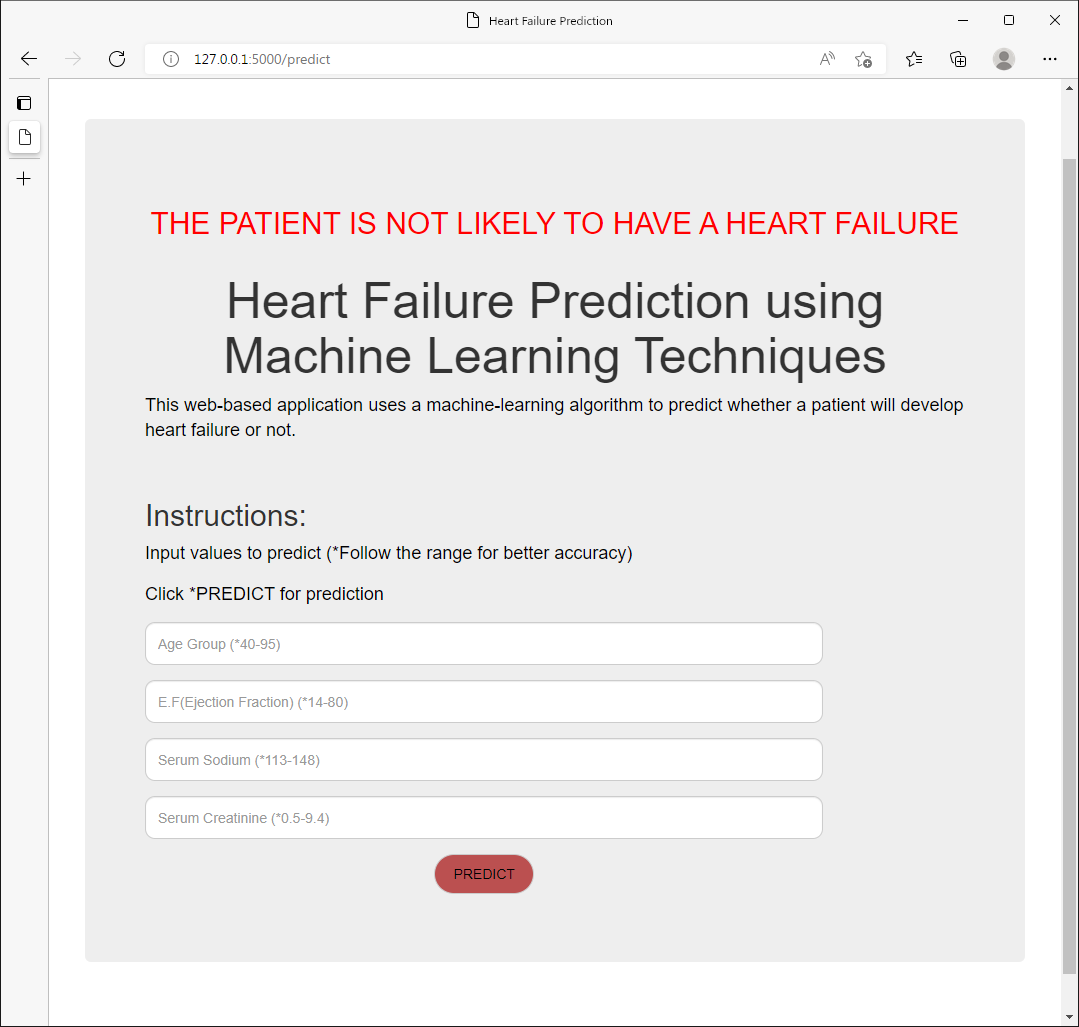 Heart Failure Prediction
127.0.0.1:5000/predict
THE PATIENT IS NOT LIKELY TO HAVE A HEART FAILURE
Heart Failure Prediction using
Machine Learning Techniques
This web-based application uses a machine-learning algorithm to predict whether a patient will develop
heart failure or not.
Instructions:
Input values to predict (*Follow the range for better accuracy)
Click *PREDICT for prediction
Age Group (*40-95)
E.F(Ejection Fraction) (*14-80)
Serum Sodium (*113-148)
Serum Creatinine (*0.5-9.4)
PREDICT